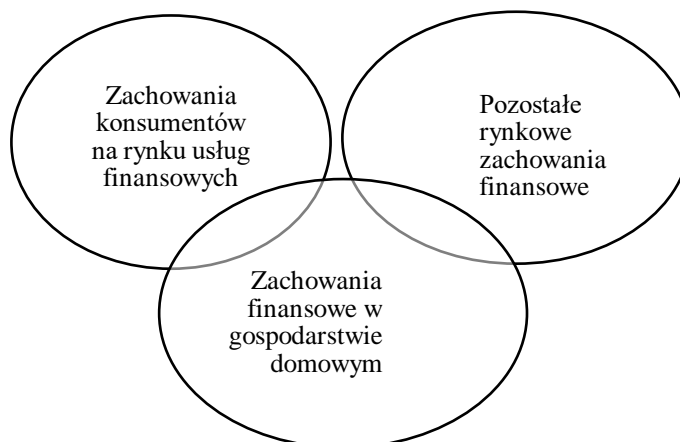 Zachowania
konsumentów
na rynku usług
finansowych
Pozostałe
rynkowe
zachowania
finansowe
Zachowania
finansowe w
gospodarstwie
domowym